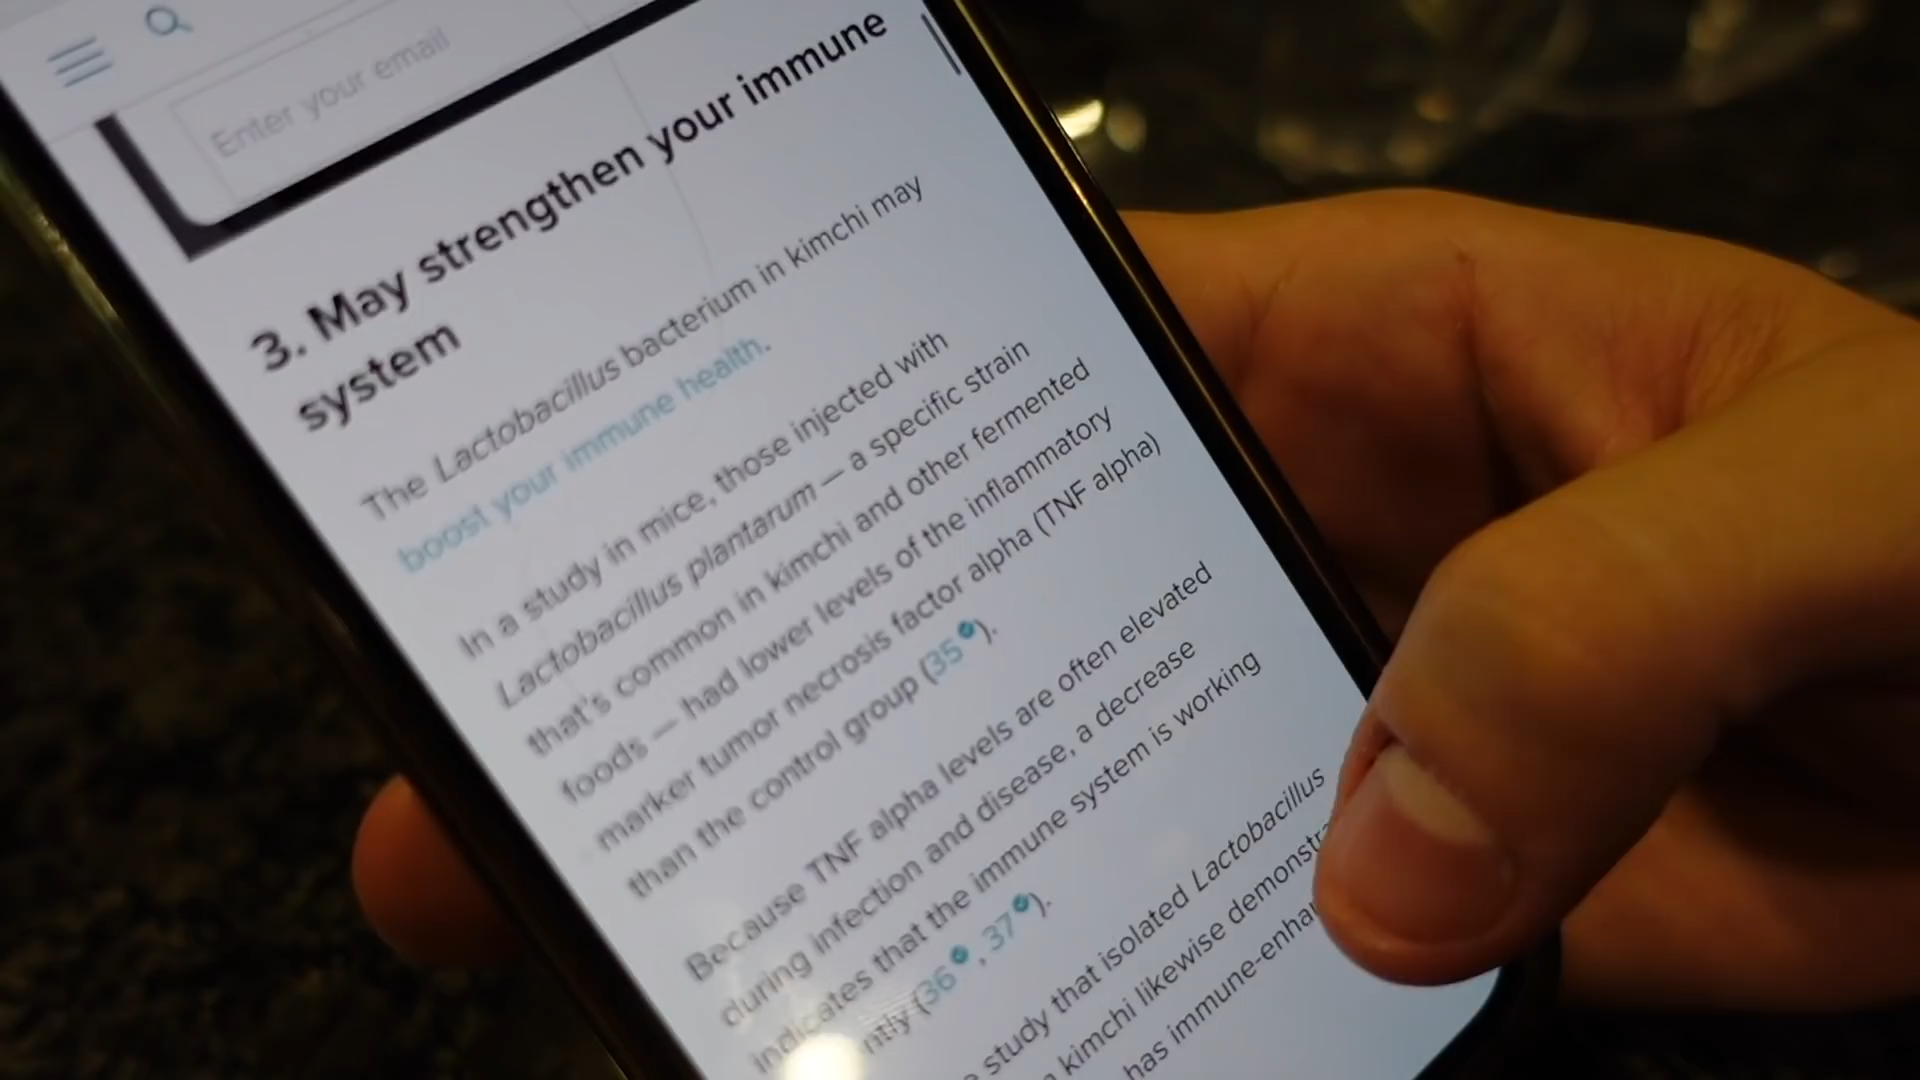 Enter your email
3. May strengthen your immune
system
The Lactobacillus bacterium in kimchi may
boost your immune health.
In a study in mice, those injected with
Lactobacillus plantarum — a specific strain
that's common in kimchi and other fermented
foods — had lower levels of the inflammatory
marker tumor necrosis factor alpha (TNF alpha)
than the control group (35).
Because TNF alpha levels are often elevated
during infection and disease, a decrease
indicates that the immune system is working
ntly (36, 37).
study that isolated Lactobacillus
kimchi likewise demonstra
has immune-enha